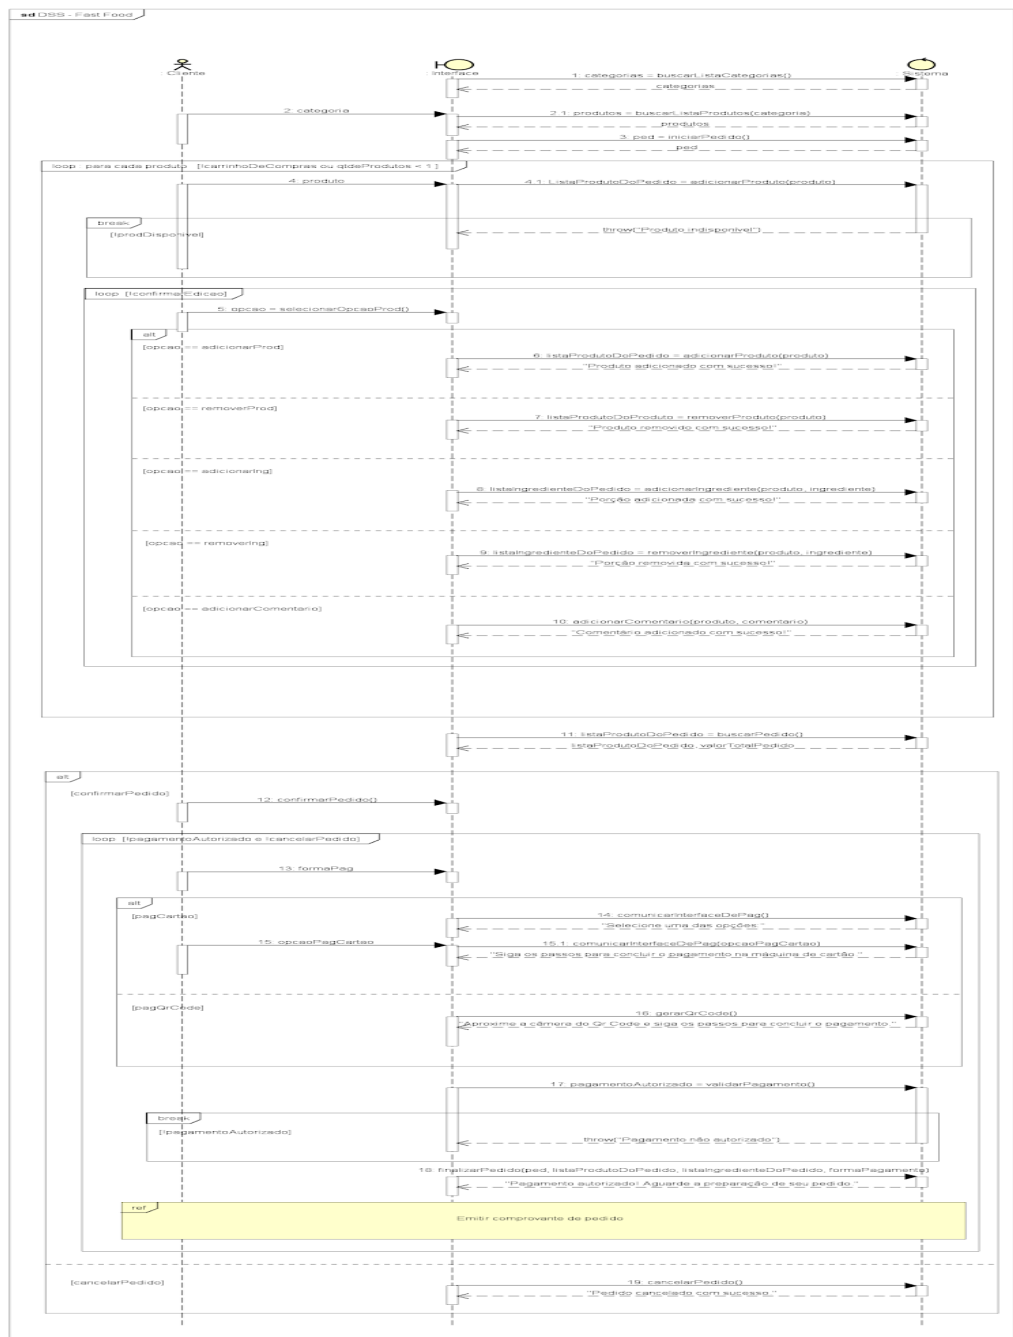 sd DSS - Fast Food
: Cliente
: Interface
Sistema
1: categorias = buscarListaCategorias()
categorias
2: categoria
2.1: produtos = buscarListaProdutos(categoria)
produtos
3: ped = iniciarPedido()
ped
loop : para cada produto [!carrinhoDeCompras ou qtdeProdutos < 1 ]
4: produto
4.1: ListaProdutoDoPedido = adicionarProduto(produto)
break
[!prodDisponivel]
throw("Produto indisponível")
loop [!confirmarEdicao]
5: opcao = selecionarOpcaoProd()
alt
[opcao == adicionarProd]
6: listaProdutoDoPedido = adicionarProduto(produto)
"Produto adicionado com sucesso!"
[opcao == removerProd]
7: listaProdutoDoProduto = removerProduto(produto)
"Produto removido com sucesso!"
[opcao == adicionarIng]
8: listaIngredienteDoPedido = adicionarIngrediente(produto, ingrediente)
"Porção adicionada com sucesso!"
[opcao == removerIng]
9: listaIngredienteDoPedido = removerIngrediente(produto, ingrediente)
"Porção removida com sucesso!"
[opcao == adicionarComentario]
10: adicionarComentario(produto, comentario)
"Comentário adicionado com sucesso!"
11: listaProdutoDoPedido = buscarPedido()
listaProdutoDoPedido, valorTotalPedido
alt
[confirmarPedido]
12: confirmarPedido()
loop [!pagamentoAutorizado e !cancelarPedido]
13: formaPag
alt
[pagCartao]
14: comunicarInterfaceDePag()
"Selecione uma das opções:"
15: opcaoPagCartao
15.1: comunicarInterfaceDePag(opcaoPagCartao)
"Siga os passos para concluir o pagamento na máquina de cartão."
[pagQrCode]
16: gerarQrCode()
"Aproxime a câmera do Qr Code e siga os passos para concluir o pagamento."
17: pagamentoAutorizado = validarPagamento()
break
[!pagamentoAutorizado]
throw("Pagamento não autorizado")
18: finalizarPedido(ped, listaProdutoDoPedido, listaIngredienteDoPedido, formaPagamento)
"Pagamento autorizado! Aguarde a preparação de seu pedido."
ref
Emitir comprovante de pedido
[cancelarPedido]
19: cancelarPedido()
"Pedido cancelado com sucesso."